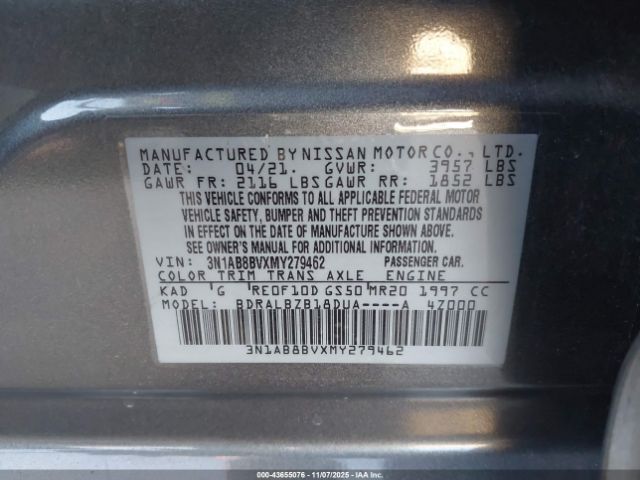 MANUFACTURED BY NISSAN MOTOR CO., LTD.
DATE: 04/21. GVWR: 3957 LBS
GAWR FR: 2116 LBS GAWR RR: 1852 LBS
THIS VEHICLE CONFORMS TO ALL APPLICABLE FEDERAL MOTOR
VEHICLE SAFETY, BUMPER AND THEFT PREVENTION STANDARDS
IN EFFECT ON THE DATE OF MANUFACTURE SHOWN ABOVE.
SEE OWNER'S MANUAL FOR ADDITIONAL INFORMATION.
VIN: 3N1AB8BVXMY279462 PASSENGER CAR.
COLOR TRIM TRANS AXLE ENGINE
KAD G RE0F10D GS50 MR20 1997 CC
MODEL: BDRALBZB18DUA----A 4Z000
3N1AB8BVXMY279462
000-43655076 | 11/07/2025 - IAA Inc.